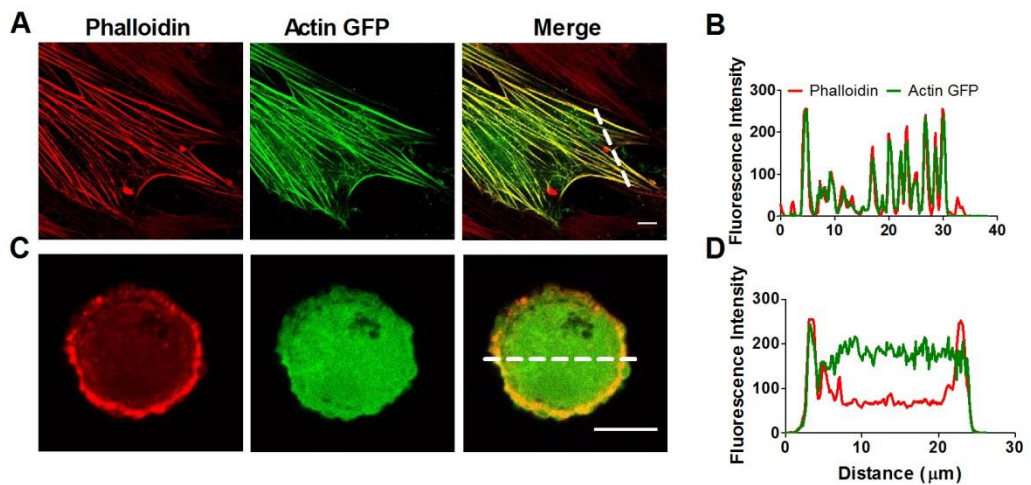 A
Phalloidin
Actin GFP
Merge
B
Phalloidin
Actin GFP
Fluorescence Intensity
300
200
100
0
0 10 20 30 40
C
D
Fluorescence Intensity
300
200
100
0
0 10 20 30
Distance (μm)